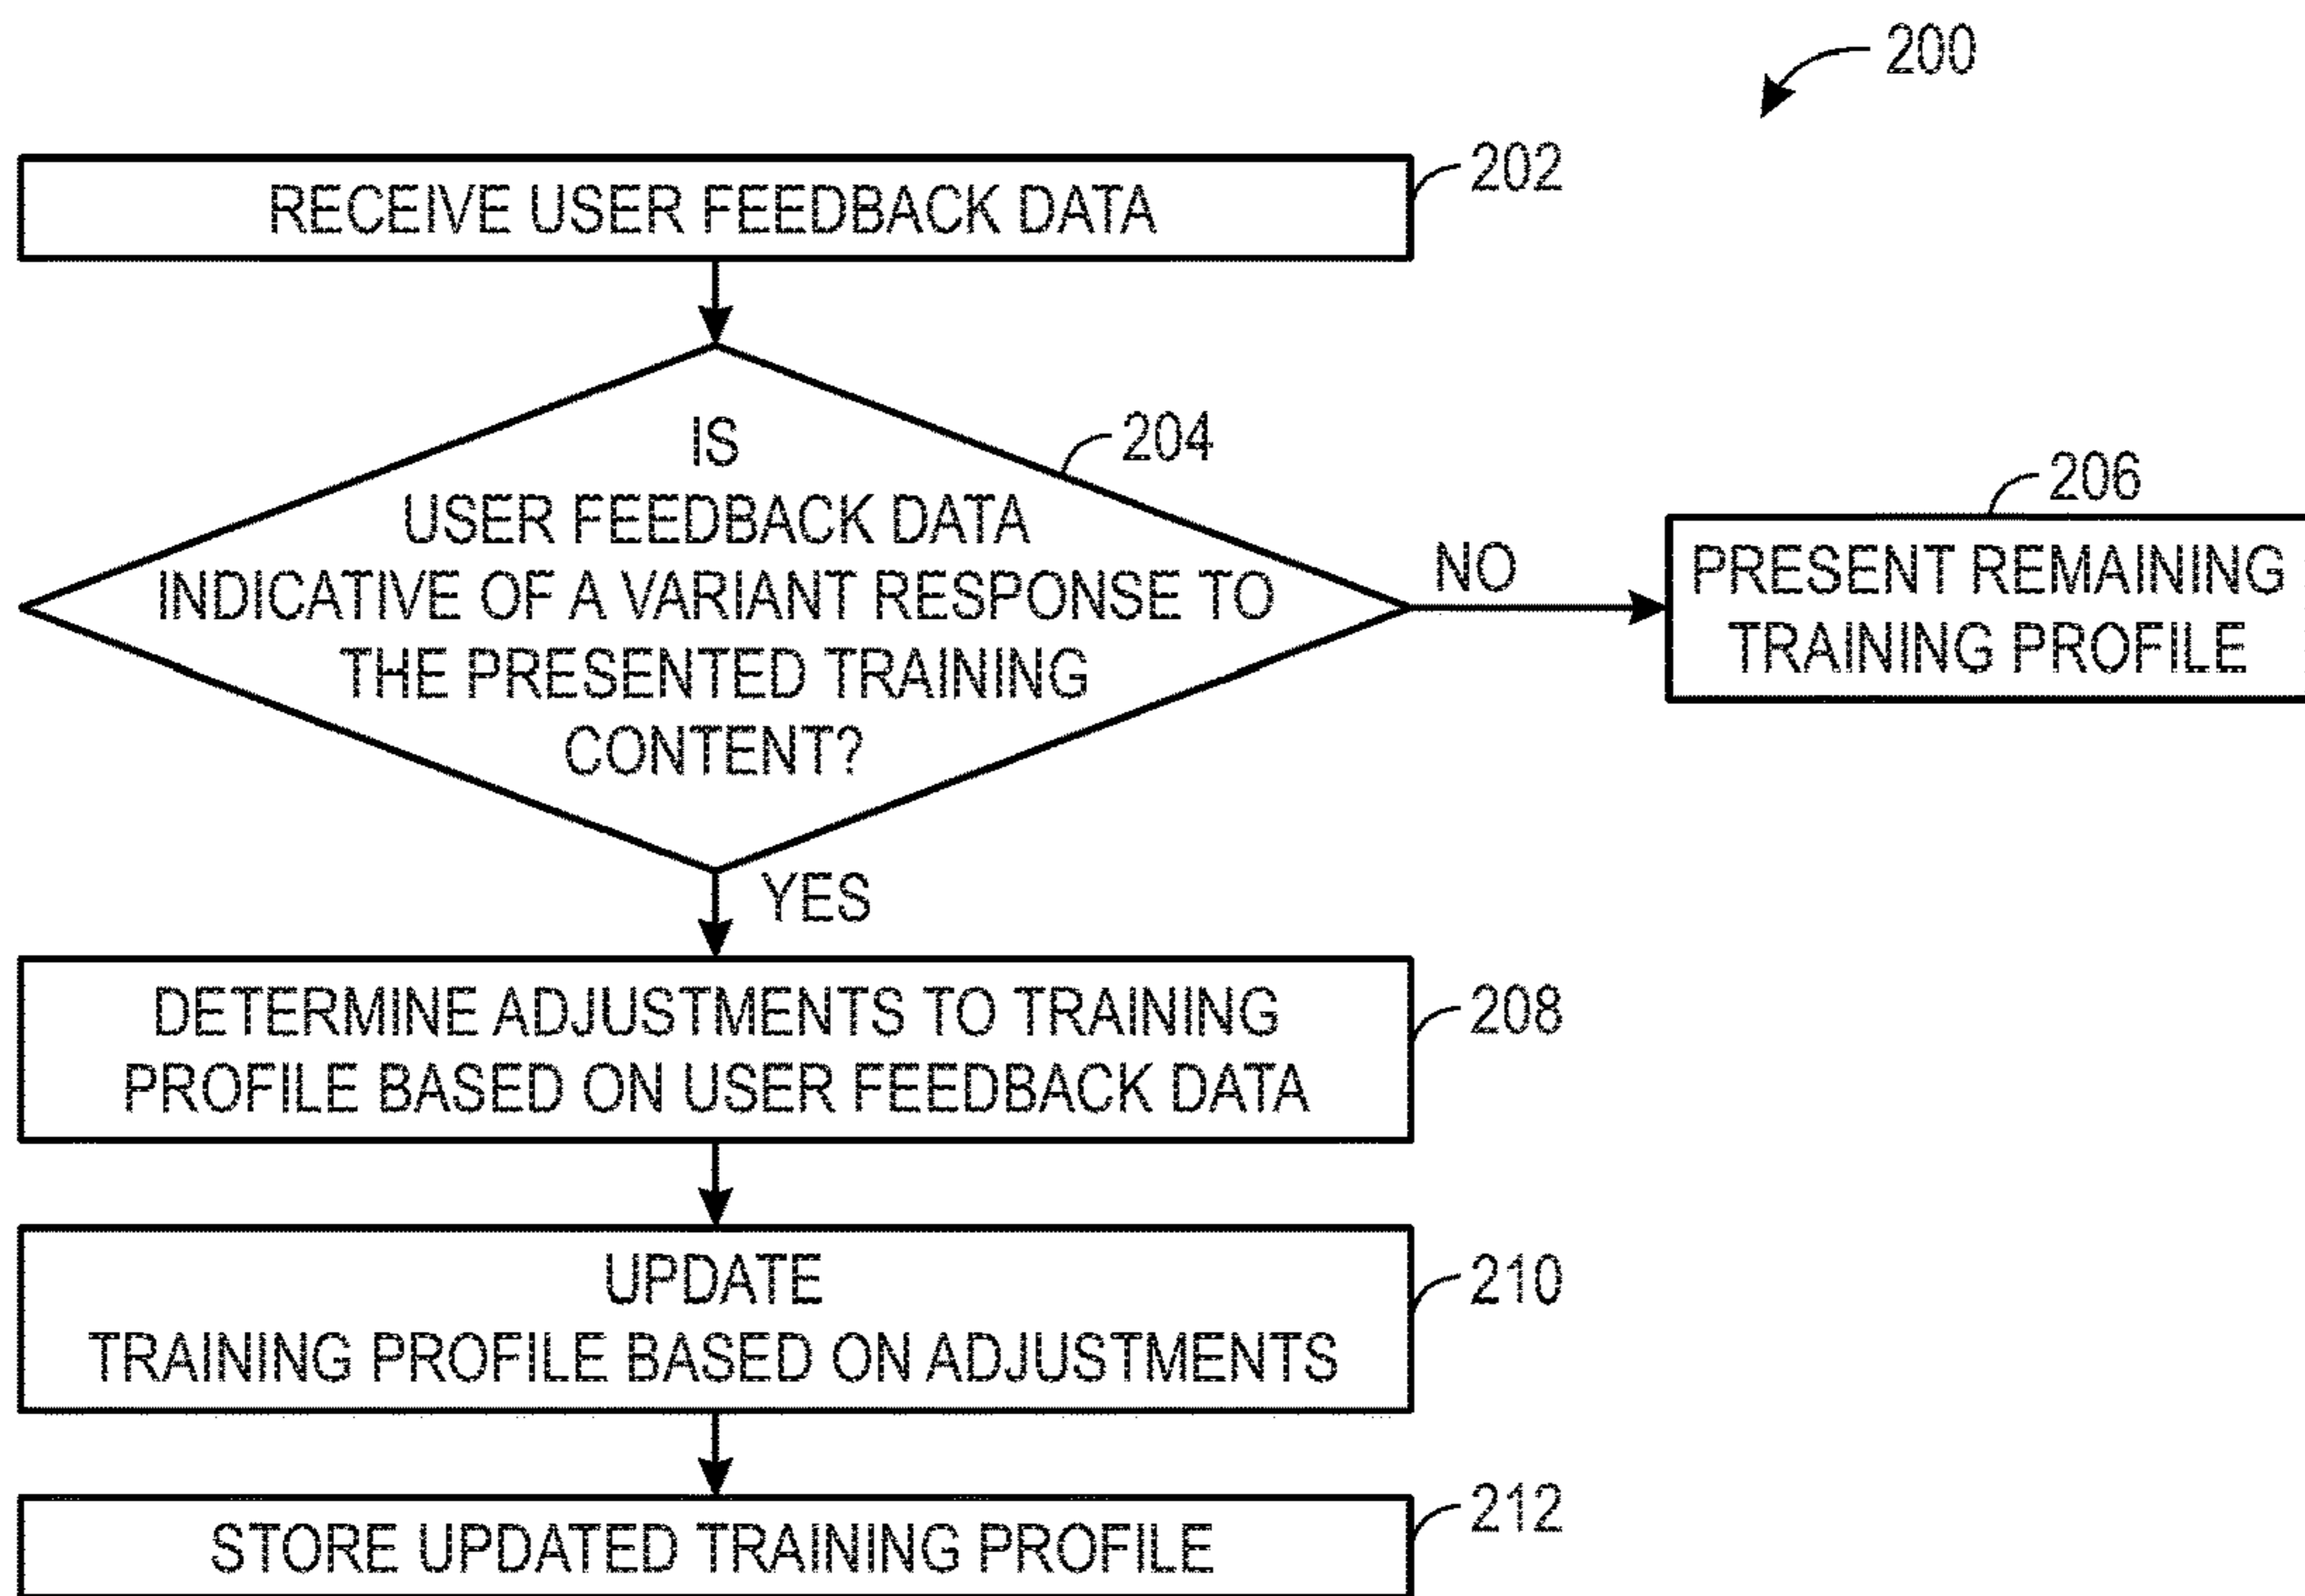 200
RECEIVE USER FEEDBACK DATA
202
IS
204
USER FEEDBACK DATA
INDICATIVE OF A VARIANT RESPONSE TO
THE PRESENTED TRAINING
CONTENT?
NO
206
PRESENT REMAINING
TRAINING PROFILE
YES
DETERMINE ADJUSTMENTS TO TRAINING
PROFILE BASED ON USER FEEDBACK DATA
208
UPDATE
TRAINING PROFILE BASED ON ADJUSTMENTS
210
STORE UPDATED TRAINING PROFILE
212